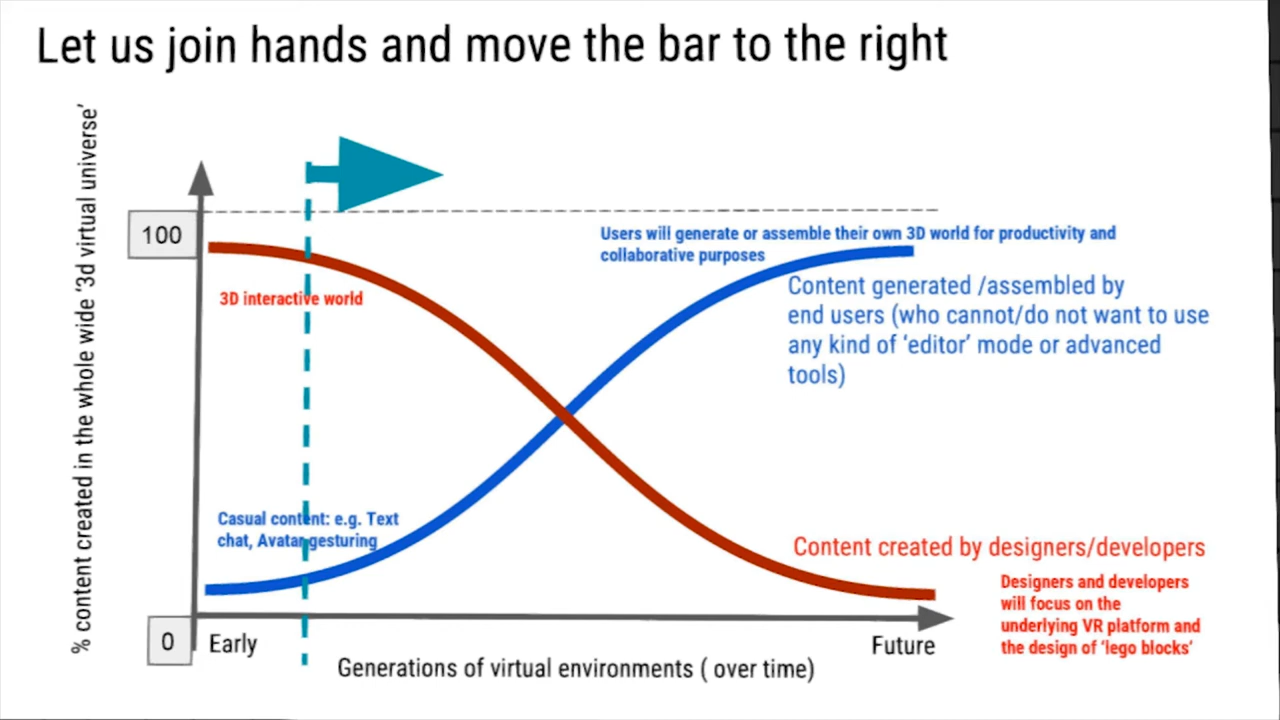 Let us join hands and move the bar to the right
% content created in the whole wide '3d virtual universe'
100
Users will generate or assemble their own 3D world for productivity and
collaborative purposes
Content generated /assembled by
end users (who cannot/do not want to use
any kind of 'editor' mode or advanced
tools)
3D interactive world
Casual content: e.g. Text
chat, Avatar gesturing
Content created by designers/developers
Designers and developers
will focus on the
underlying VR platform and
the design of 'lego blocks'
0
Early
Future
Generations of virtual environments ( over time)